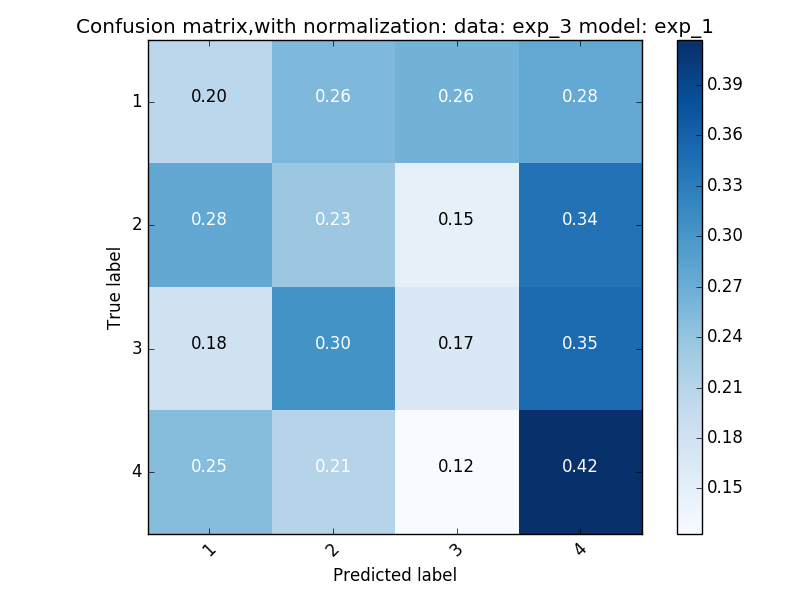 Confusion matrix,with normalization: data: exp_3 model: exp_1
True label
1
0.20 0.26 0.26 0.28
2
0.28 0.23 0.15 0.34
3
0.18 0.30 0.17 0.35
4
0.25 0.21 0.12 0.42
1 2 3 4
Predicted label
0.39
0.36
0.33
0.30
0.27
0.24
0.21
0.18
0.15